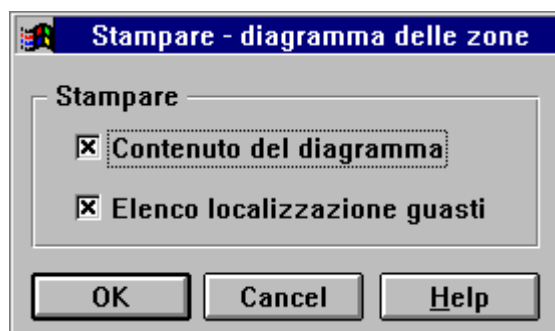 Stampare - diagramma delle zone
Stampare
Contenuto del diagramma
Elenco localizzazione guasti
OK Cancel Help